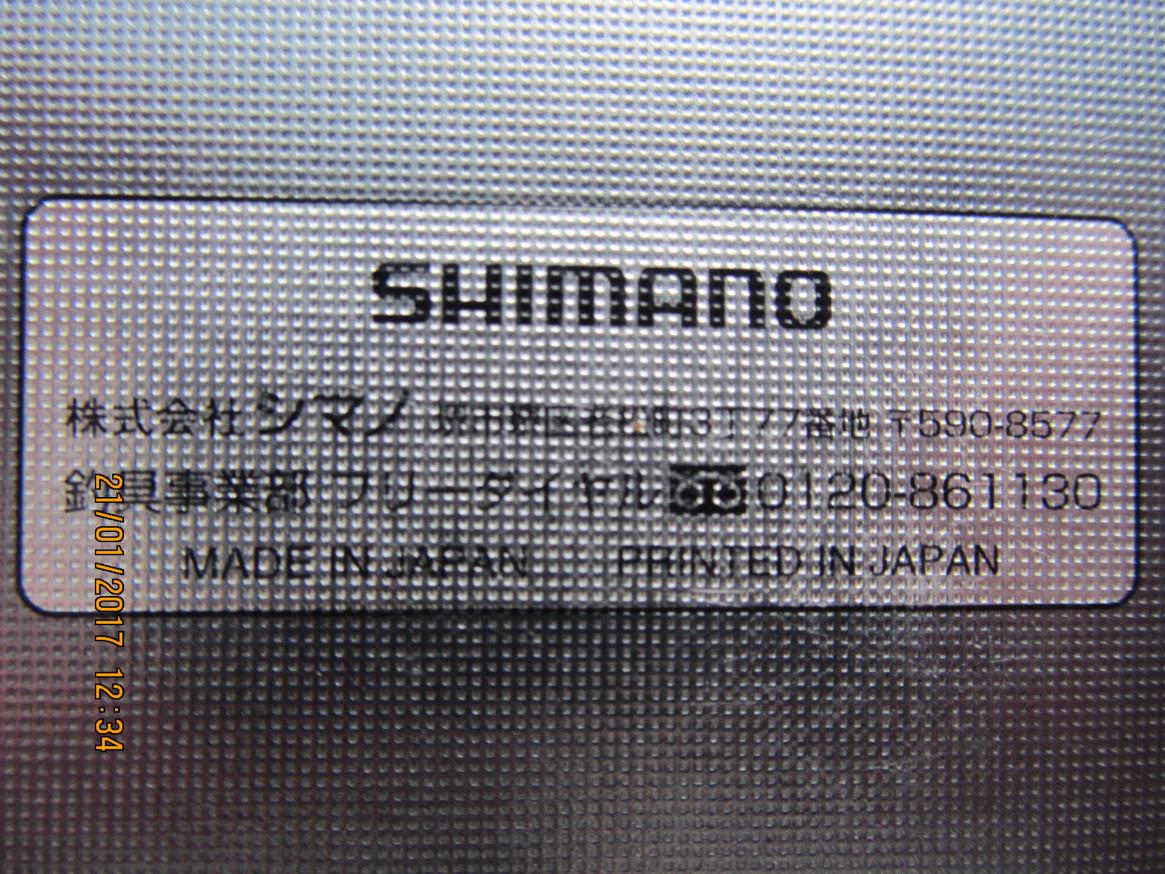 SHIMANO
株式会社シマノ 堺市堺区老松町3丁77番地 〒590-8577
釣具事業部 フリーダイヤル 0120-861130
MADE IN JAPAN PRINTED IN JAPAN
21/01/2017 12:34